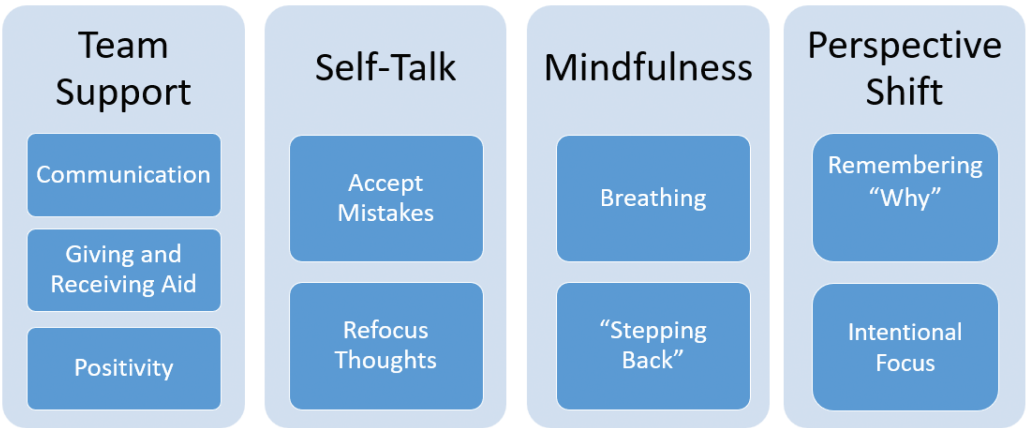 Team
Support
Communication
Giving and
Receiving Aid
Positivity
Self-Talk
Accept
Mistakes
Refocus
Thoughts
Mindfulness
Breathing
“Stepping
Back”
Perspective
Shift
Remembering
“Why”
Intentional
Focus